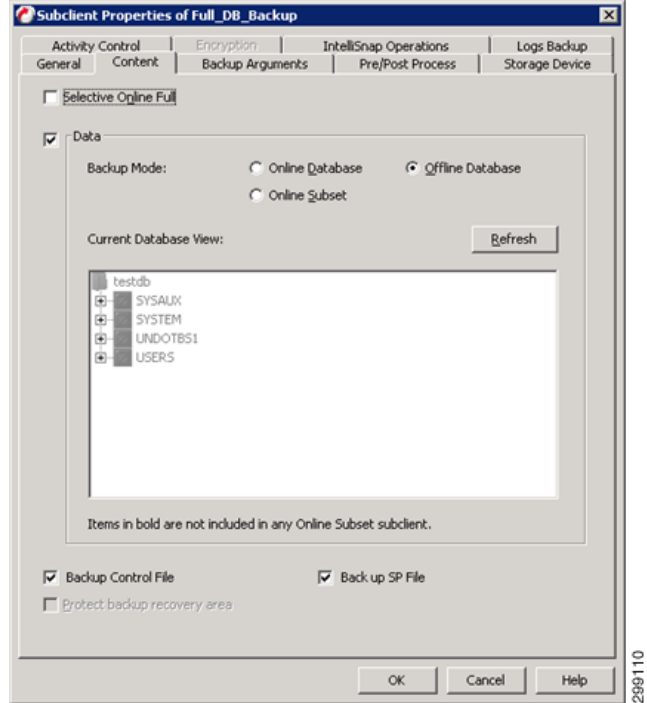 Subclient Properties of Full_DB_Backup
Activity Control Encryption IntelliSnap Operations Logs Backup
General Content Backup Arguments Pre/Post Process Storage Device
Selective Online Full
Data
Backup Mode: Online Database Offline Database
Online Subset
Current Database View: Refresh
testdb
SYSAUX
SYSTEM
UNDOTBS1
USERS
Items in bold are not included in any Online Subset subclient.
Backup Control File Back up SP File
Protect backup recovery area
OK Cancel Help
299110